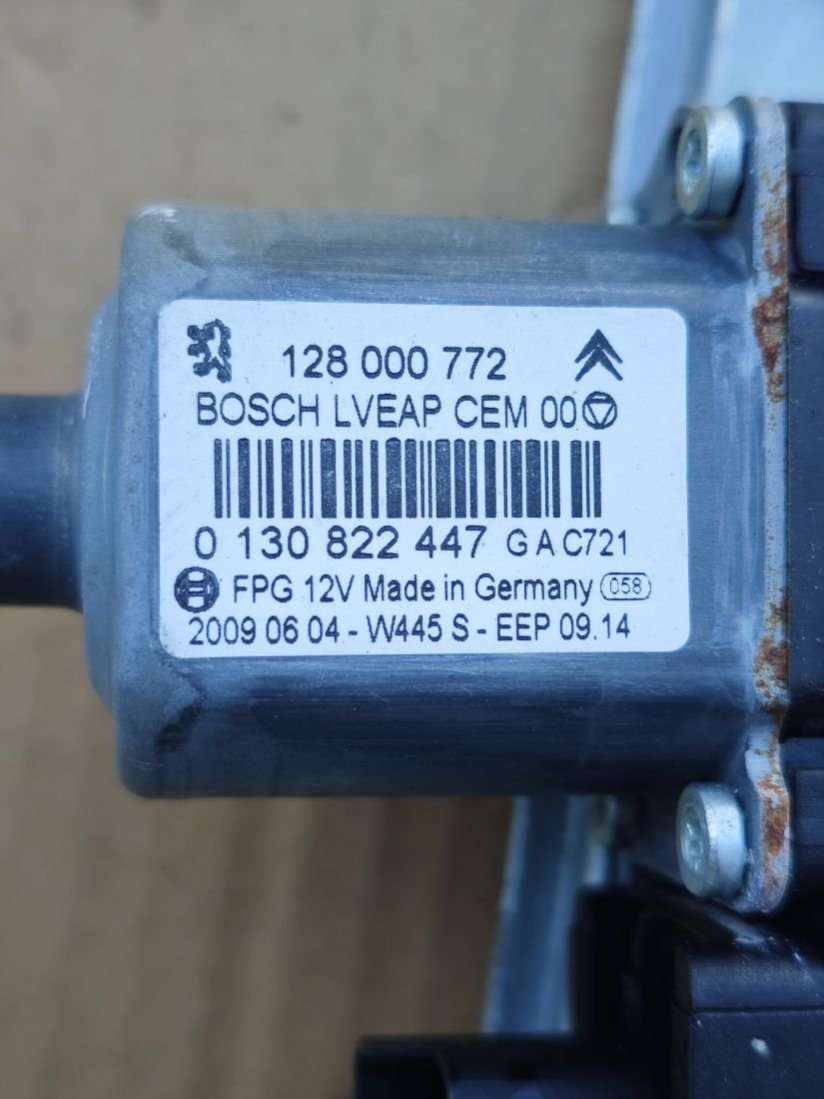 128 000 772
BOSCH LVEAP CEM 00
0 130 822 447 G A C721
FPG 12V Made in Germany 058
2009 06 04 - W445 S - EEP 09.14